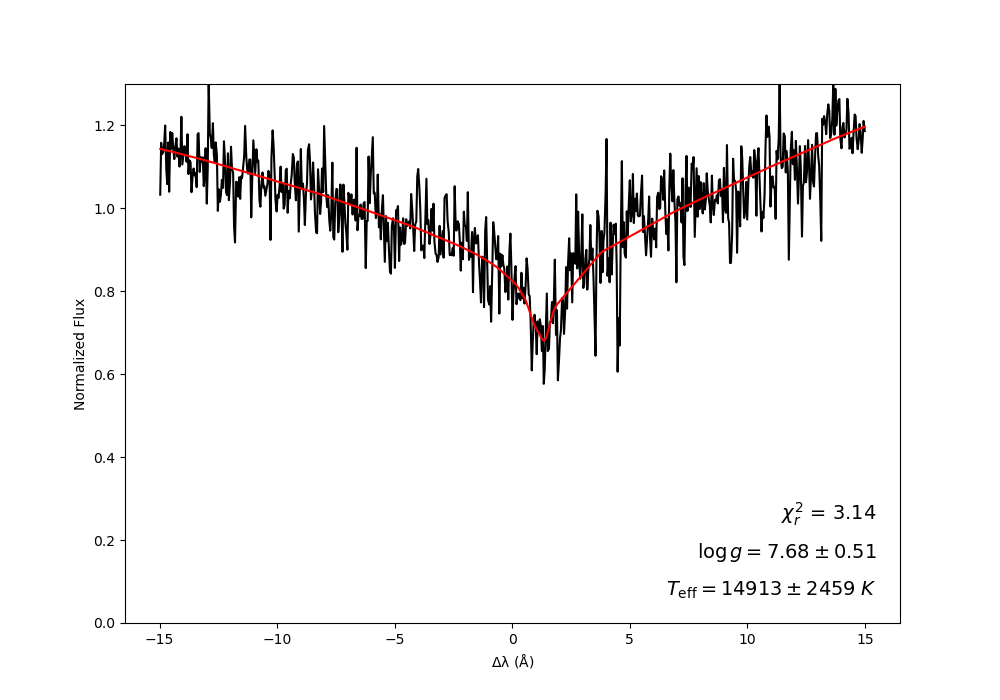 1.2
1.0
0.8
0.6
0.4
0.2
0.0
Normalized Flux
χ²ᵣ = 3.14
log g = 7.68 ± 0.51
T_eff = 14913 ± 2459 K
−15 −10 −5 0 5 10 15
Δλ (Å)